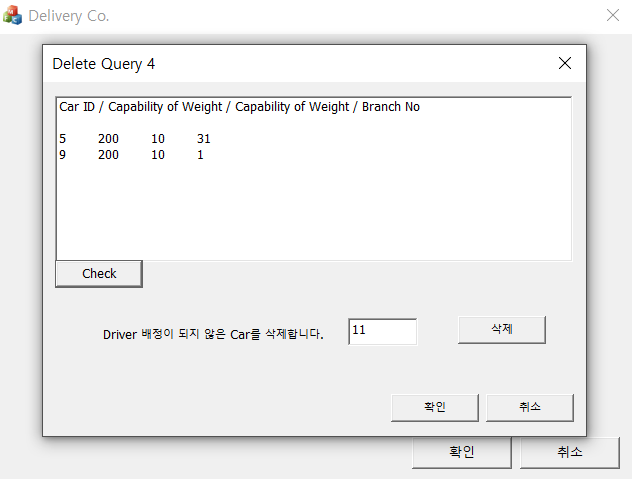 Delivery Co.
Delete Query 4
Car ID / Capability of Weight / Capability of Weight / Branch No
5 200 10 31
9 200 10 1
Check
Driver 배정이 되지 않은 Car를 삭제합니다. 11 삭제
확인 취소
확인 취소